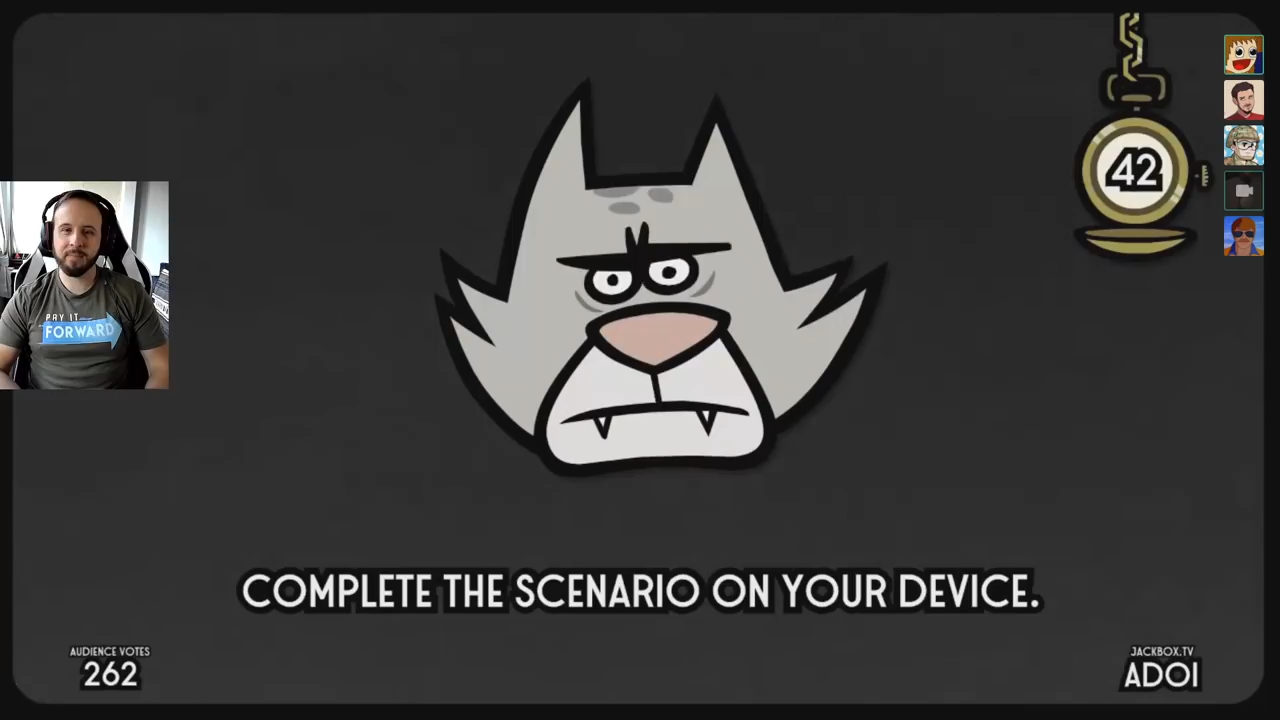 42
PAY IT
FORWARD
COMPLETE THE SCENARIO ON YOUR DEVICE.
AUDIENCE VOTES
262
JACKBOX.TV
ADOI